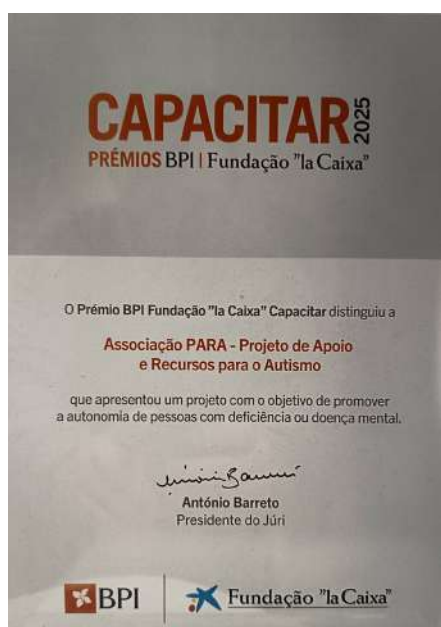 CAPACITAR 2025
PRÉMIOS BPI | Fundação "la Caixa"
O Prémio BPI Fundação "la Caixa" Capacitar distinguiu a
Associação PARA - Projeto de Apoio
e Recursos para o Autismo
que apresentou um projeto com o objetivo de promover
a autonomia de pessoas com deficiência ou doença mental.
António Barreto
Presidente do Júri
BPI
Fundação "la Caixa"